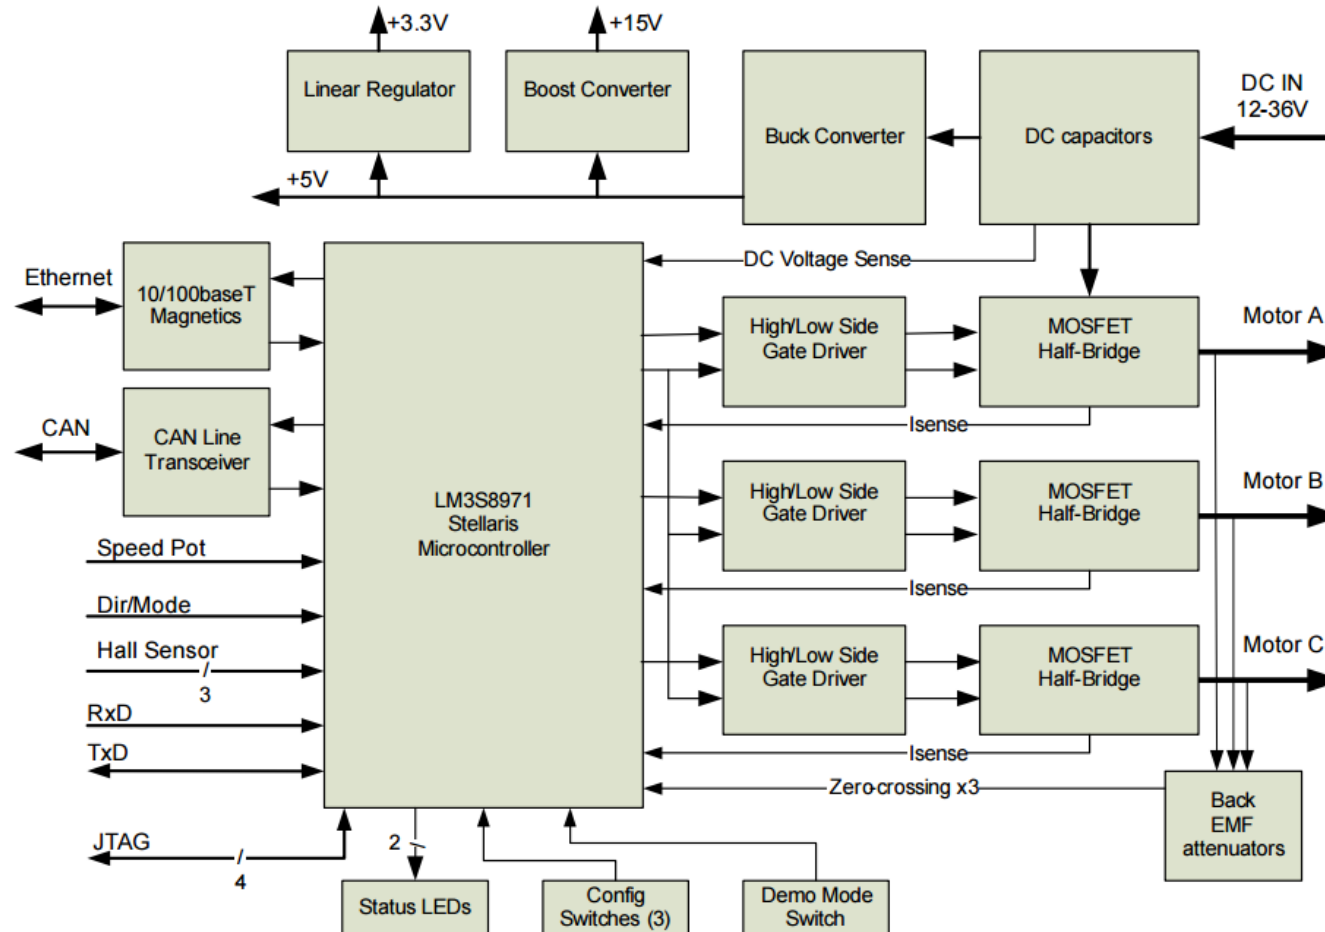 +3.3V
+15V
Linear Regulator
Boost Converter
Buck Converter
DC capacitors
DC IN
12-36V
+5V
Ethernet
10/100baseT
Magnetics
DC Voltage Sense
High/Low Side
Gate Driver
MOSFET
Half-Bridge
Motor A
Isense
CAN
CAN Line
Transceiver
LM3S8971
Stellaris
Microcontroller
High/Low Side
Gate Driver
MOSFET
Half-Bridge
Motor B
Isense
Speed Pot
Dir/Mode
Hall Sensor
/
3
RxD
TxD
High/Low Side
Gate Driver
MOSFET
Half-Bridge
Motor C
Isense
Zero-crossing x3
Back
EMF
attenuators
JTAG
/
4
2
/
Status LEDs
Config
Switches (3)
Demo Mode
Switch